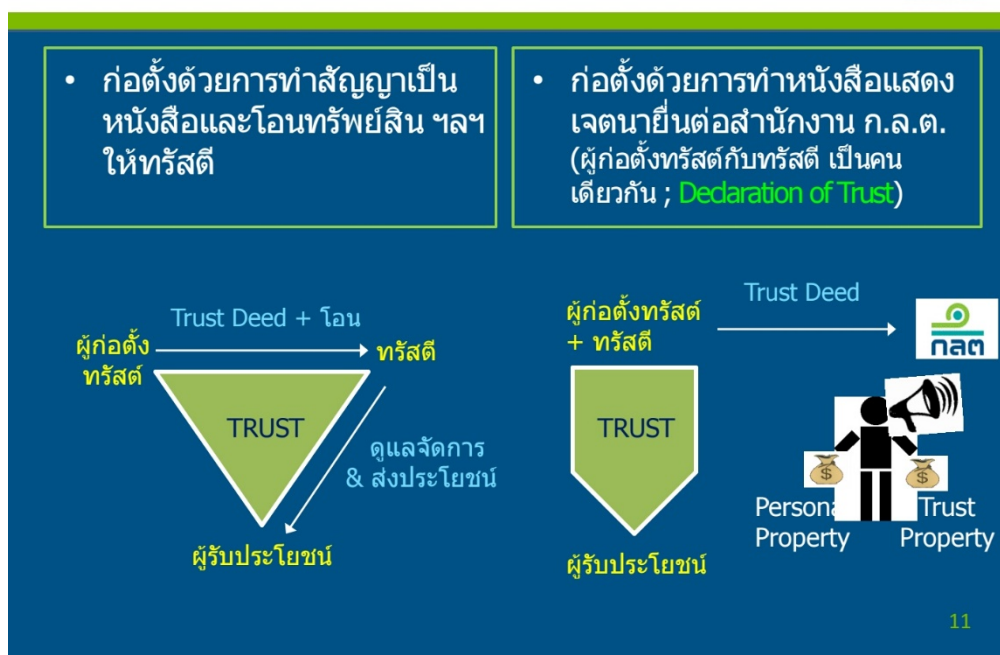 • ก่อตั้งด้วยการทำสัญญาเป็น
หนังสือและโอนทรัพย์สิน ฯลฯ
ให้ทรัสตี
• ก่อตั้งด้วยการทำหนังสือแสดง
เจตนายื่นต่อสำนักงาน ก.ล.ต.
(ผู้ก่อตั้งทรัสต์กับทรัสตี เป็นคน
เดียวกัน ; Declaration of Trust)
Trust Deed + โอน
ผู้ก่อตั้ง
ทรัสต์
ทรัสตี
TRUST
ดูแลจัดการ
& ส่งประโยชน์
ผู้รับประโยชน์
ผู้ก่อตั้งทรัสต์
+ ทรัสตี
Trust Deed
กลต
TRUST
$
$
Persona
Property
Trust
Property
ผู้รับประโยชน์
11